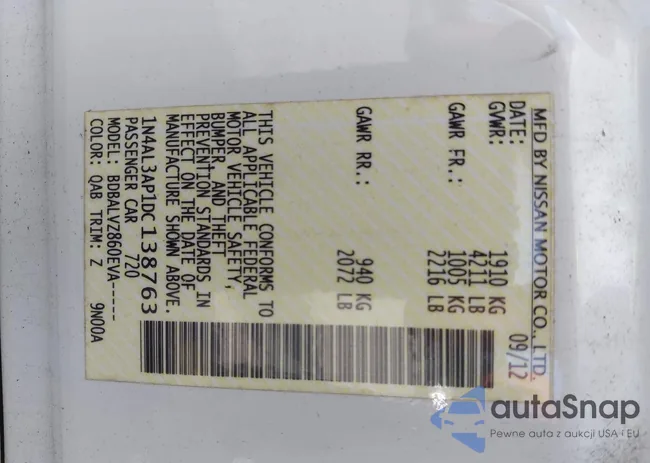 MFD BY NISSAN MOTOR CO., LTD.
DATE: 09/12
GVWR: 1910 KG
4211 LB
GAWR FR.: 1005 KG
2216 LB
GAWR RR.: 940 KG
2072 LB
THIS VEHICLE CONFORMS TO
ALL APPLICABLE FEDERAL
MOTOR VEHICLE SAFETY,
BUMPER, AND THEFT
PREVENTION STANDARDS IN
EFFECT ON THE DATE OF
MANUFACTURE SHOWN ABOVE.
1N4AL3AP1DC138763
PASSENGER CAR 720
MODEL: BDBALVZ860EVA-----
COLOR: QAB TRIM: Z 9N00A
autaSnap
Pewne auta z aukcji USA i EU